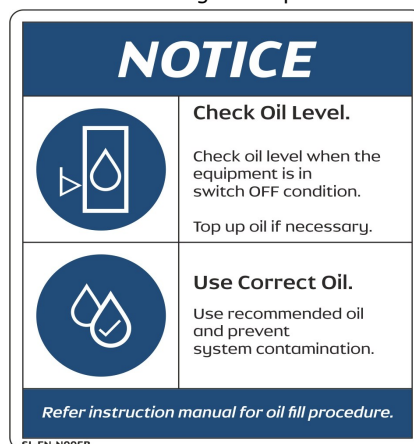 NOTICE
Check Oil Level.
Check oil level when the
equipment is in
switch OFF condition.
Top up oil if necessary.
Use Correct Oil.
Use recommended oil
and prevent
system contamination.
Refer instruction manual for oil fill procedure.